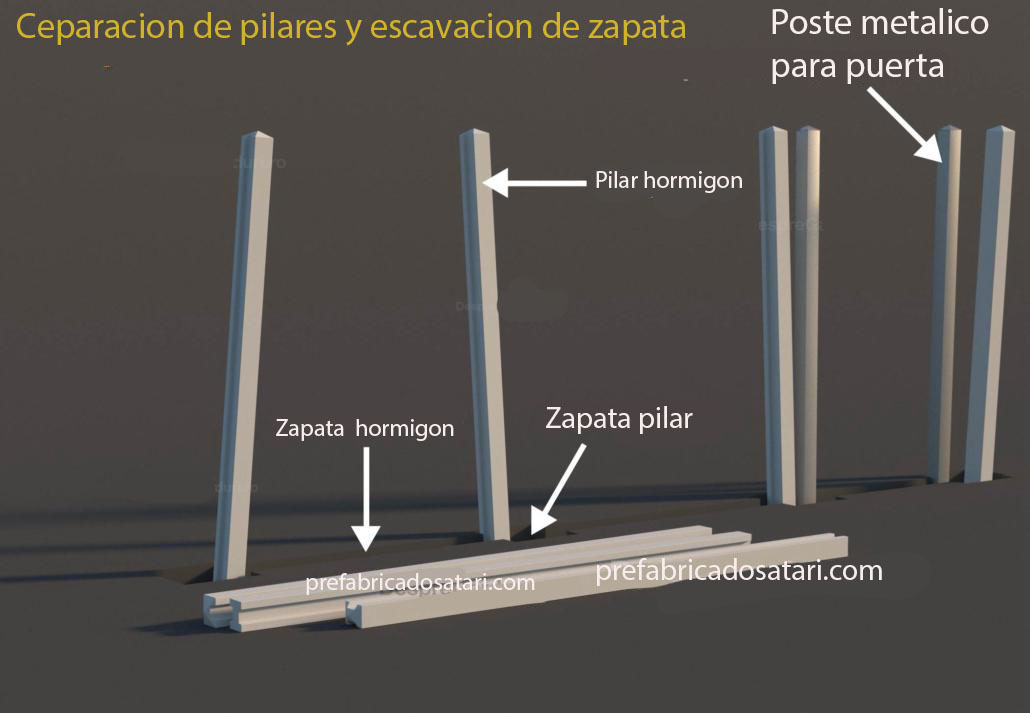 Ceparacion de pilares y escavacion de zapata
Poste metalico
para puerta
Pilar hormigon
Zapata hormigon
Zapata pilar
prefabricadosatari.com
prefabricadosatari.com